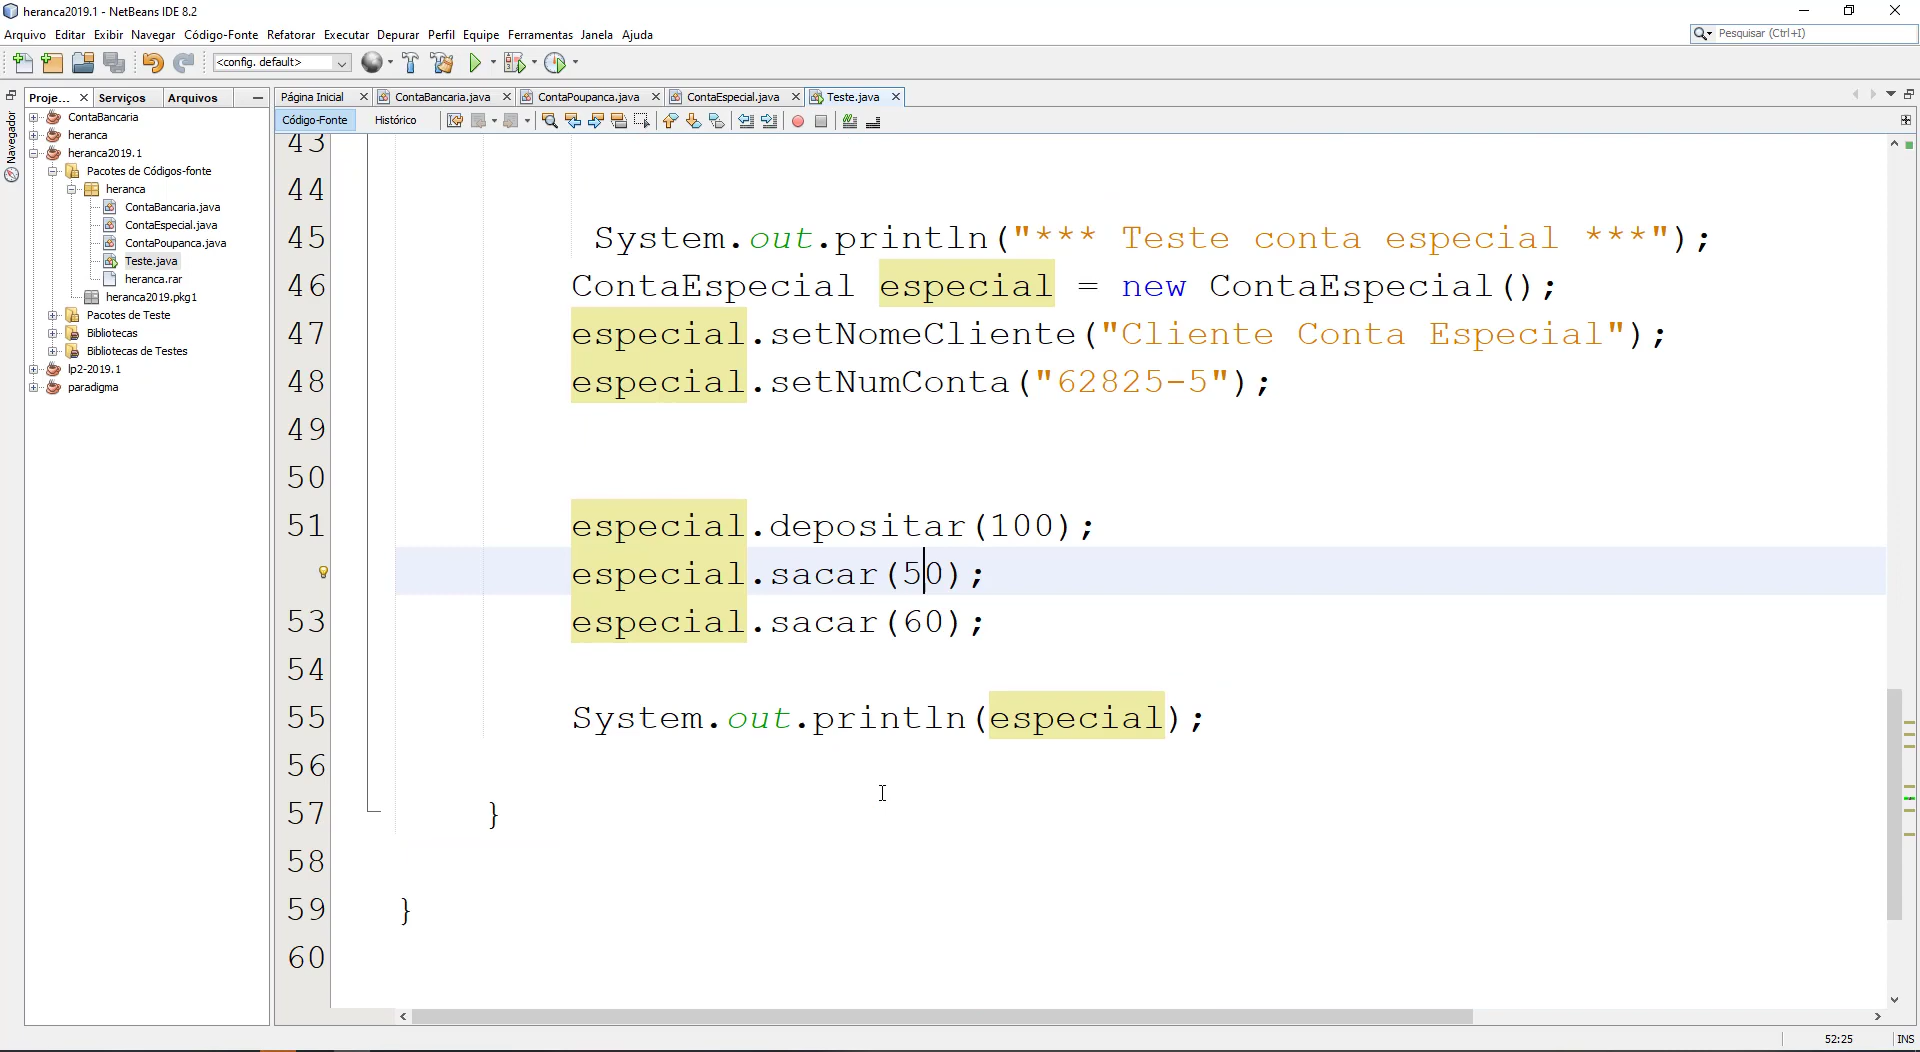 heranca2019.1 - NetBeans IDE 8.2
Arquivo Editar Exibir Navegar Código-Fonte Refatorar Executar Depurar Perfil Equipe Ferramentas Janela Ajuda
Pesquisar (Ctrl+I)
<config. default>
Proje... Serviços Arquivos
Navegador
ContaBancaria
heranca
heranca2019.1
Pacotes de Códigos-fonte
heranca
ContaBancaria.java
ContaEspecial.java
ContaPoupanca.java
Teste.java
heranca.rar
heranca2019.pkg1
Pacotes de Teste
Bibliotecas
Bibliotecas de Testes
lp2-2019.1
paradigma
Página Inicial ContaBancaria.java ContaPoupanca.java ContaEspecial.java Teste.java
Código-Fonte Histórico
43
44
45 System.out.println("*** Teste conta especial ***");
46 ContaEspecial especial = new ContaEspecial();
47 especial.setNomeCliente("Cliente Conta Especial");
48 especial.setNumConta("62825-5");
49
50
51 especial.depositar(100);
especial.sacar(50);
53 especial.sacar(60);
54
55 System.out.println(especial);
56
57 }
58
59 }
60
52:25 INS